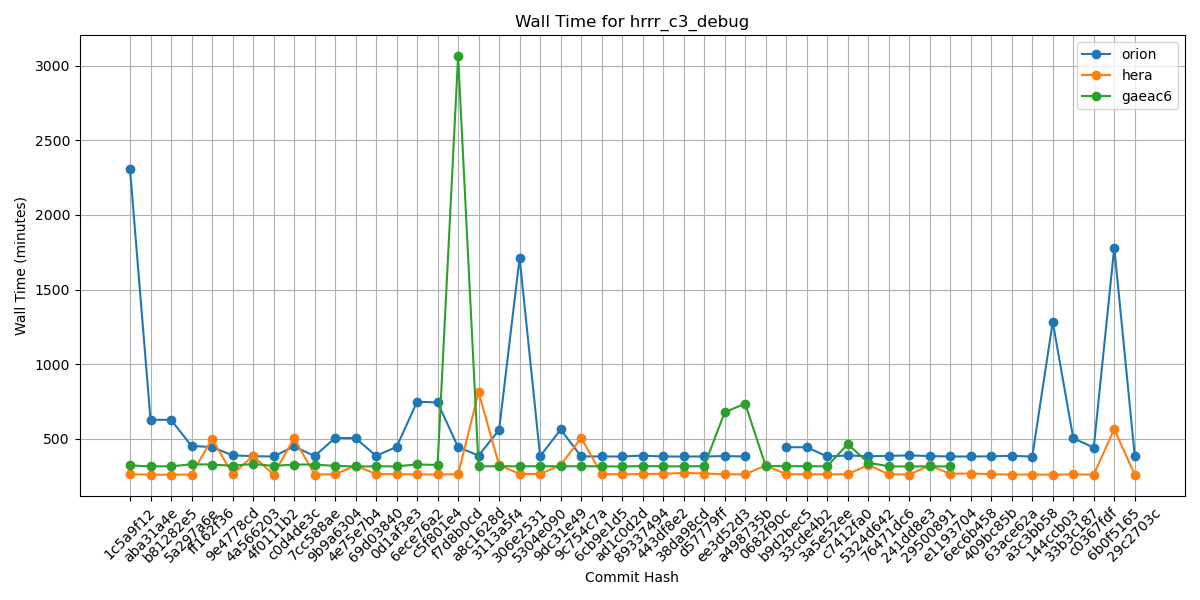 Wall Time for hrrr_c3_debug
orion
hera
gaeac6
Wall Time (minutes)
3000
2500
2000
1500
1000
500
1c5a9f12
aba31a4e
b81282e5
5a297a6e
ff162f36
9e4778cd
4a566203
4f0111b2
c0d4de3c
7cc588ae
9b9a6304
4e75e7b4
69d03840
0d1af3e3
6ece76a2
c5f801e4
f7d8b0cd
a8c1628d
3113a5f4
306e2531
5304e090
9dc31e49
9c754c7a
6cb9e1d5
ad1c0d2d
89337494
443df8e2
38da98cd
d57779ff
ee3d52d3
a498735b
0682f90c
b9d2bec5
33cde4b2
3a5e52ee
c7412fa0
5324d642
76471dc6
241dd8e3
29500891
e1193704
6ec6b458
409bc85b
63ace62a
a3c3bb58
144ccb03
33b3c187
c0367fdf
6b0f5165
29c2703c
Commit Hash